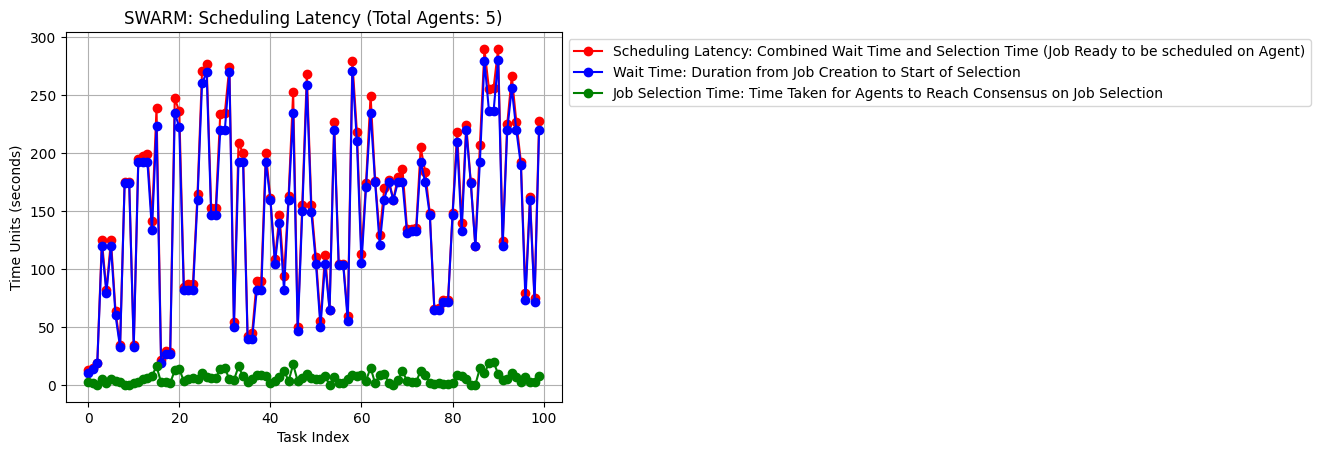 SWARM: Scheduling Latency (Total Agents: 5)
Time Units (seconds)
300
250
200
150
100
50
0
0
20
40
60
80
100
Task Index
Scheduling Latency: Combined Wait Time and Selection Time (Job Ready to be scheduled on Agent)
Wait Time: Duration from Job Creation to Start of Selection
Job Selection Time: Time Taken for Agents to Reach Consensus on Job Selection